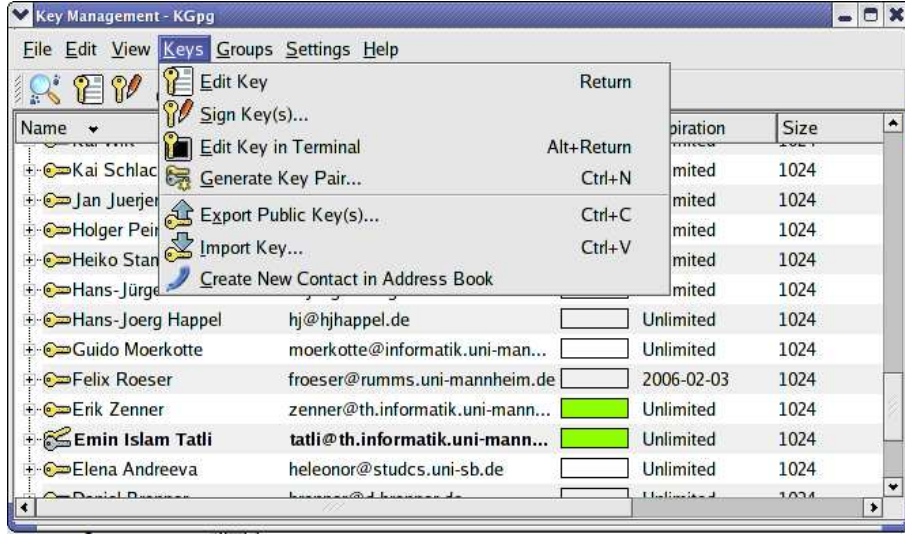 Key Management - KGpg
File Edit View Keys Groups Settings Help
Edit Key Return
Sign Key(s)...
Edit Key in Terminal Alt+Return
Generate Key Pair... Ctrl+N
Export Public Key(s)... Ctrl+C
Import Key... Ctrl+V
Create New Contact in Address Book
Name piration Size
Kai Schlac mited 1024
Jan Juerjer mited 1024
Holger Pein mited 1024
Heiko Stan mited 1024
Hans-Jürge mited 1024
Hans-Joerg Happel hj@hjhappel.de Unlimited 1024
Guido Moerkotte moerkotte@informatik.uni-man... Unlimited 1024
Felix Roeser froeser@rumms.uni-mannheim.de 2006-02-03 1024
Erik Zenner zenner@th.informatik.uni-mann... Unlimited 1024
Emin Islam Tatli tatli@th.informatik.uni-mann... Unlimited 1024
Elena Andreeva heleonor@studcs.uni-sb.de Unlimited 1024
Unlimited 1024